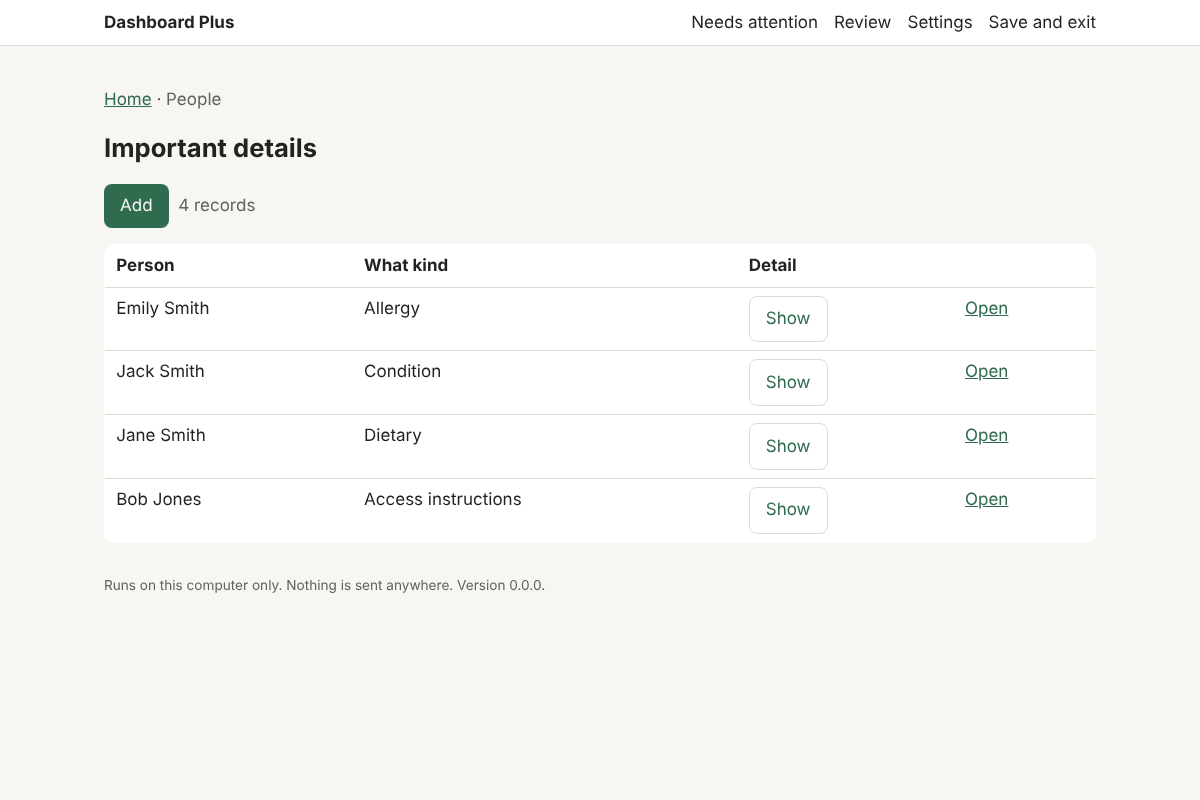 Dashboard Plus Needs attention Review Settings Save and exit
Home · People
Important details
Add 4 records
Person What kind Detail
Emily Smith Allergy Show Open
Jack Smith Condition Show Open
Jane Smith Dietary Show Open
Bob Jones Access instructions Show Open
Runs on this computer only. Nothing is sent anywhere. Version 0.0.0.